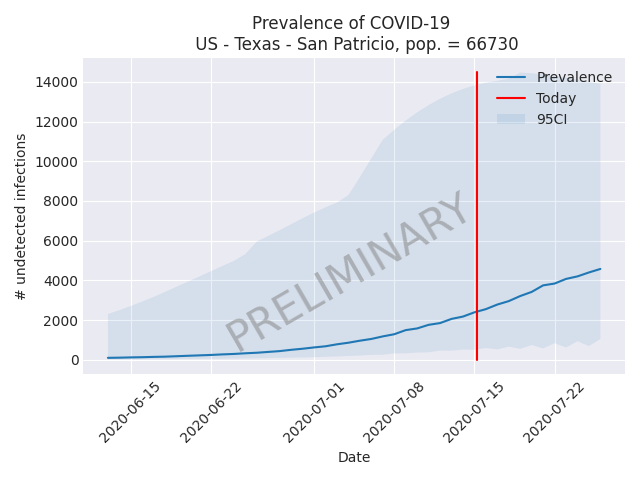 Prevalence of COVID-19
US - Texas - San Patricio, pop. = 66730
14000
12000
10000
8000
6000
4000
2000
0
# undetected infections
Prevalence
Today
95CI
PRELIMINARY
2020-06-15
2020-06-22
2020-07-01
2020-07-08
2020-07-15
2020-07-22
Date